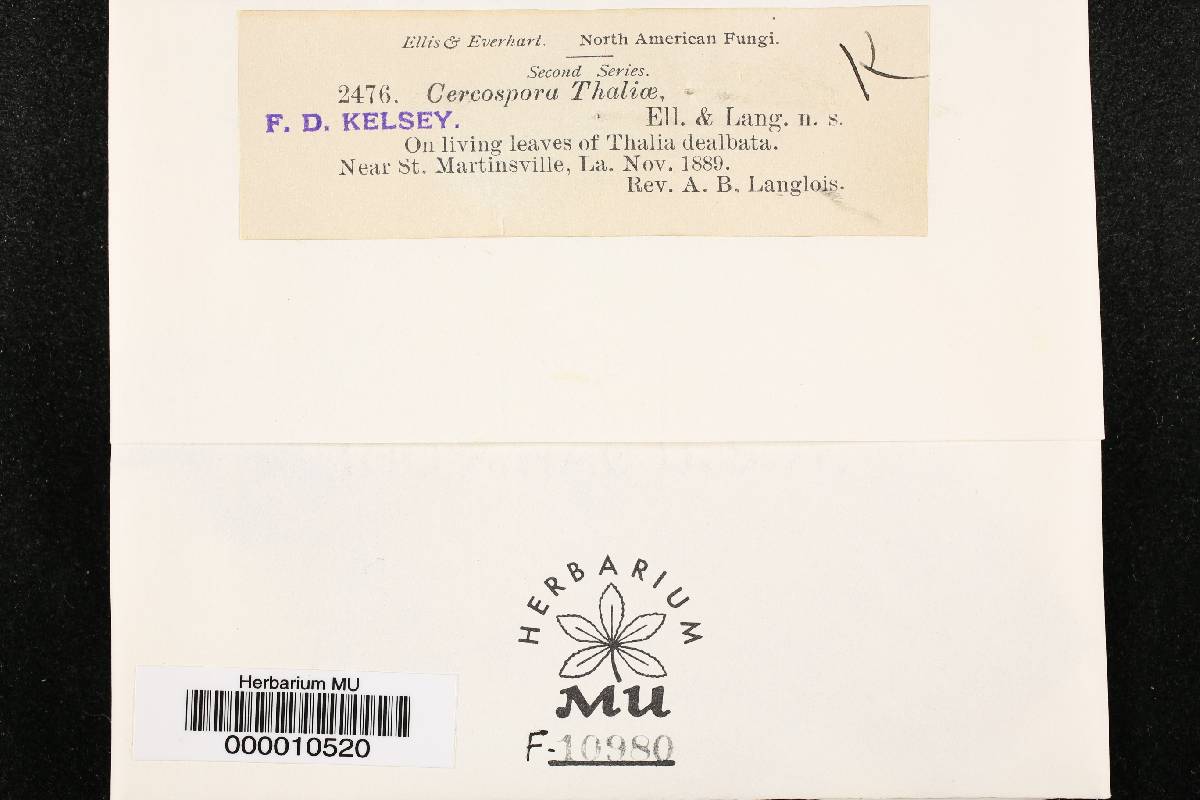 Ellis & Everhart. North American Fungi.
Second Series.
2476. Cercospora Thaliæ,
F. D. KELSEY. Ell. & Lang. n. s.
On living leaves of Thalia dealbata.
Near St. Martinsville, La. Nov. 1889.
Rev. A. B. Langlois.
K
HERBARIUM
MU
F-10980
Herbarium MU
000010520